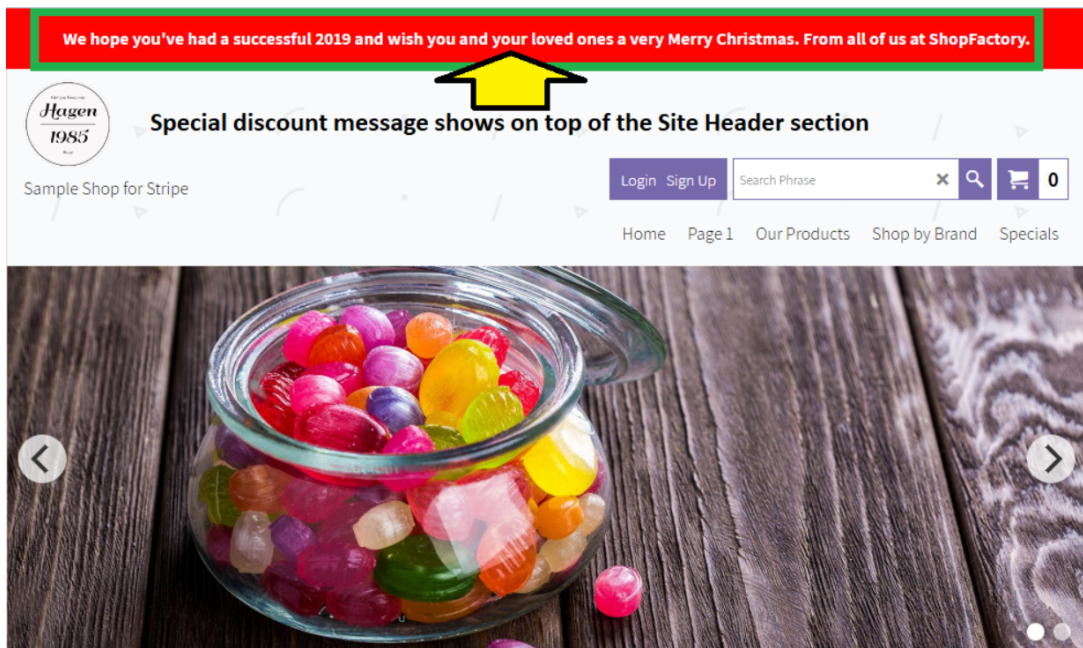 We hope you've had a successful 2019 and wish you and your loved ones a very Merry Christmas. From all of us at ShopFactory.
Hagen
1985
Special discount message shows on top of the Site Header section
Sample Shop for Stripe
Login Sign Up
Search Phrase
0
Home Page 1 Our Products Shop by Brand Specials